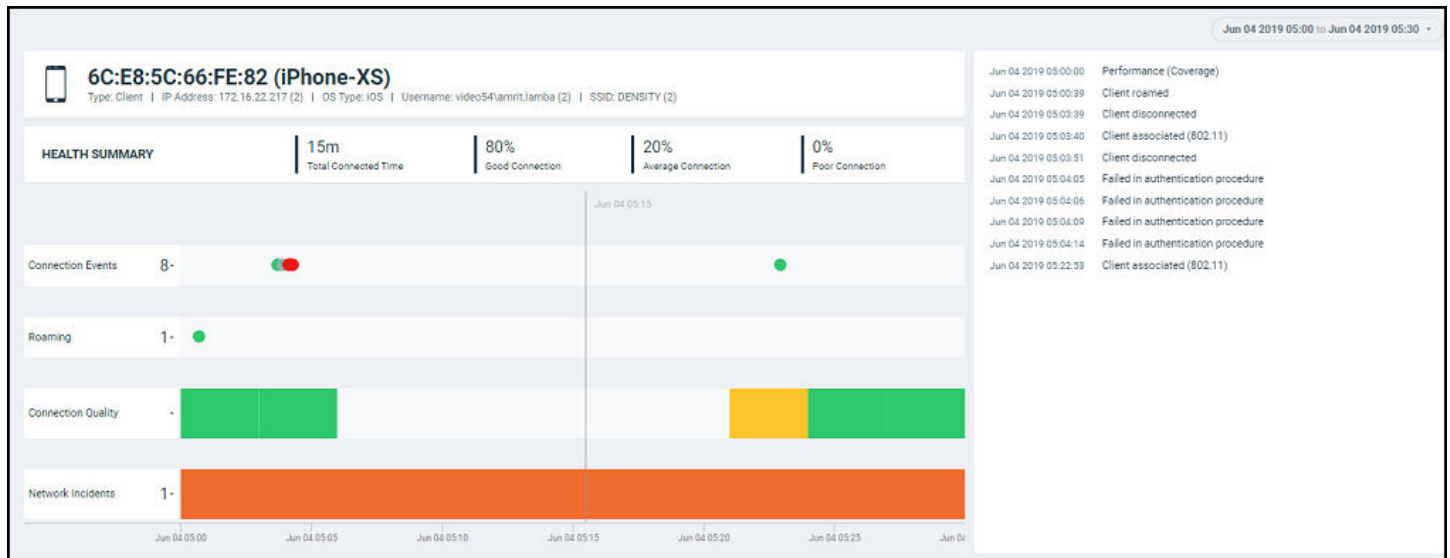 Jun 04 2019 05:00 to Jun 04 2019 05:30
6C:E8:5C:66:FE:82 (iPhone-XS)
Type: Client | IP Address: 172.16.22.217 (2) | OS Type: iOS | Username: video54\amrit.lamba (2) | SSID: DENSITY (2)
HEALTH SUMMARY
15m
Total Connected Time
80%
Good Connection
20%
Average Connection
0%
Poor Connection
Jun 04 05:15
Connection Events 8
Roaming 1
Connection Quality
Network Incidents 1
Jun 04 05:00 Jun 04 05:05 Jun 04 05:10 Jun 04 05:15 Jun 04 05:20 Jun 04 05:25 Jun 04
Jun 04 2019 05:00:00 Performance (Coverage)
Jun 04 2019 05:00:39 Client roamed
Jun 04 2019 05:03:39 Client disconnected
Jun 04 2019 05:03:40 Client associated (802.11)
Jun 04 2019 05:03:51 Client disconnected
Jun 04 2019 05:04:05 Failed in authentication procedure
Jun 04 2019 05:04:06 Failed in authentication procedure
Jun 04 2019 05:04:09 Failed in authentication procedure
Jun 04 2019 05:04:14 Failed in authentication procedure
Jun 04 2019 05:22:53 Client associated (802.11)